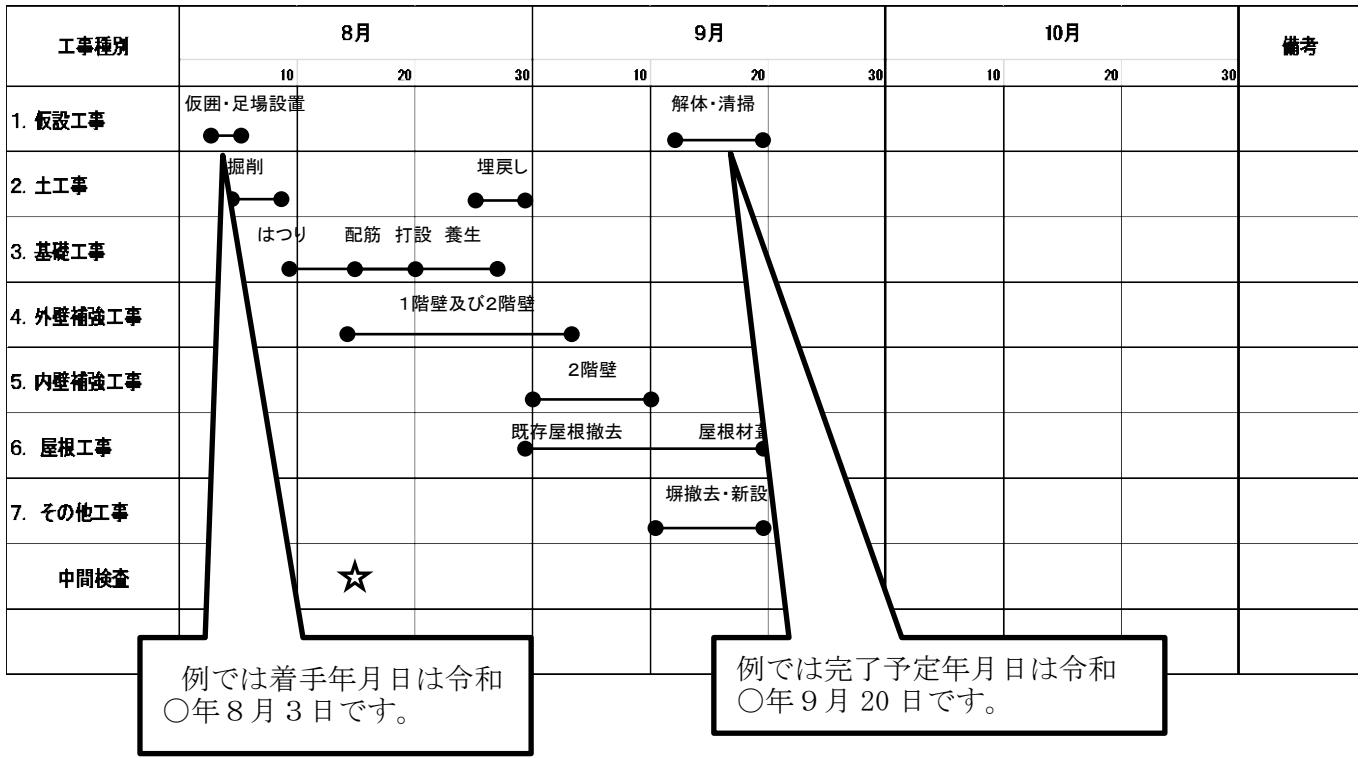 工事種別 8月 9月 10月 備考
10 20 30 10 20 30 10 20 30
1. 仮設工事 仮囲・足場設置 解体・清掃
2. 土工事 掘削 埋戻し
3. 基礎工事 はつり 配筋 打設 養生
4. 外壁補強工事 1階壁及び2階壁
5. 内壁補強工事 2階壁
6. 屋根工事 既存屋根撤去 屋根材
7. その他工事 塀撤去・新設
中間検査 ☆
例では着手年月日は令和
〇年８月３日です。
例では完了予定年月日は令和
〇年９月 20 日です。